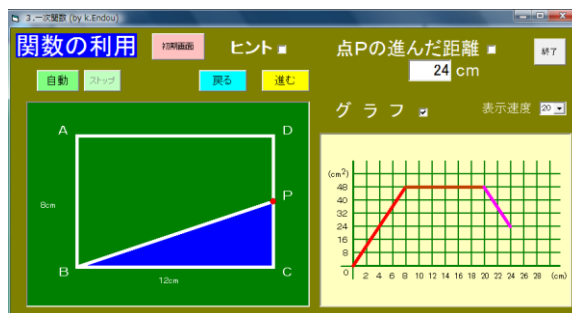 3.一次関数 (by k.Endou)
関数の利用 初期画面 ヒント 点Pの進んだ距離 終了
24 cm
自動 ストップ 戻る 進む
グラフ 表示速度 20
A D
8cm P
B C
12cm
(cm²)
48
40
32
24
16
8
0 2 4 6 8 10 12 14 16 18 20 22 24 26 28 (cm)